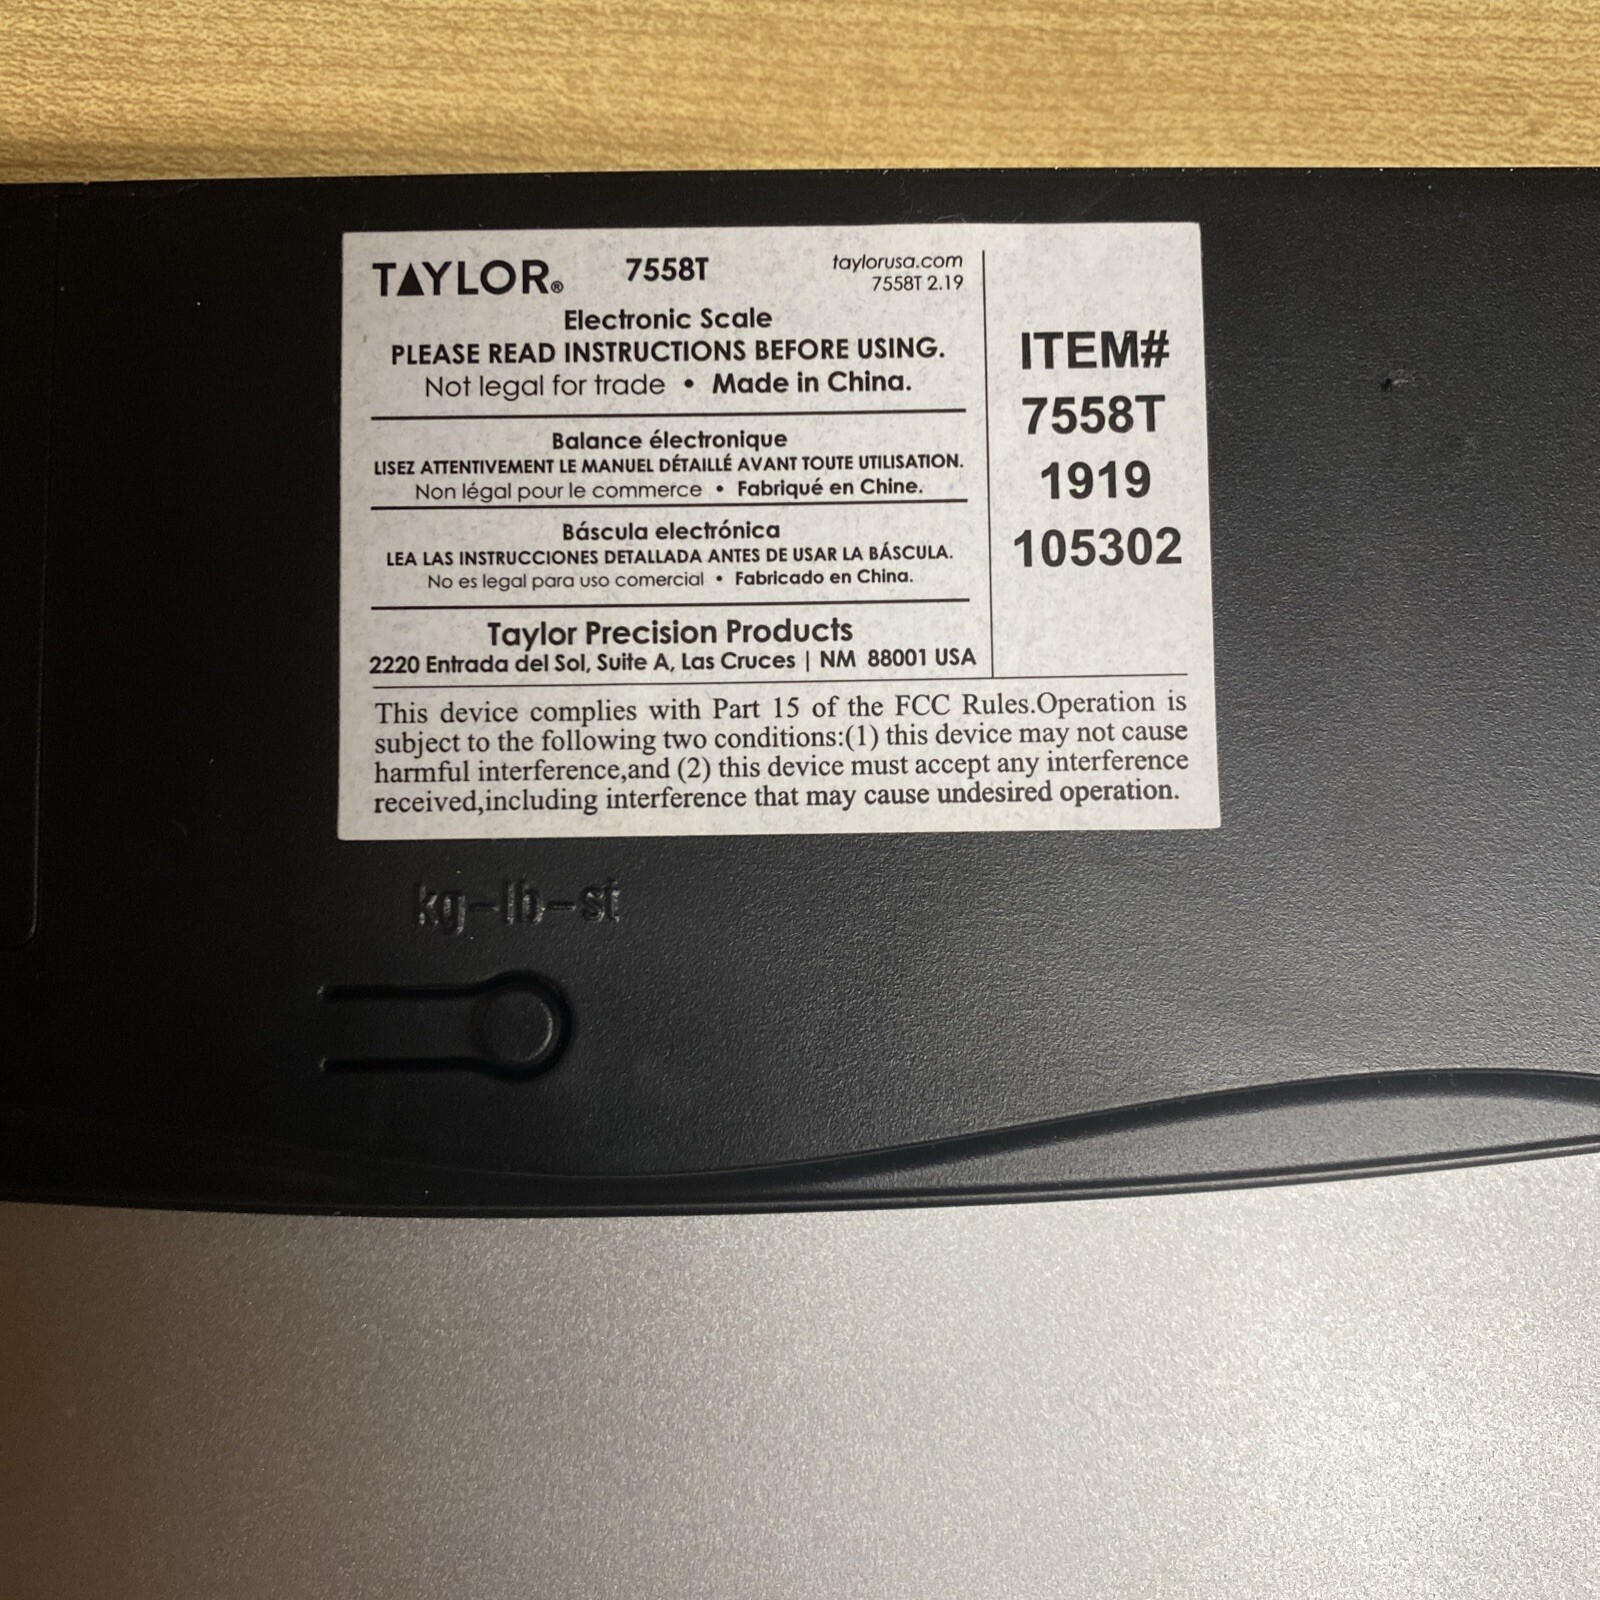 TAYLOR® 7558T taylorusa.com
7558T 2.19
Electronic Scale
PLEASE READ INSTRUCTIONS BEFORE USING.
Not legal for trade • Made in China.
Balance électronique
LISEZ ATTENTIVEMENT LE MANUEL DÉTAILLÉ AVANT TOUTE UTILISATION.
Non légal pour le commerce • Fabriqué en Chine.
Báscula electrónica
LEA LAS INSTRUCCIONES DETALLADA ANTES DE USAR LA BÁSCULA.
No es legal para uso comercial • Fabricado en China.
Taylor Precision Products
2220 Entrada del Sol, Suite A, Las Cruces | NM 88001 USA
ITEM#
7558T
1919
105302
This device complies with Part 15 of the FCC Rules.Operation is
subject to the following two conditions:(1) this device may not cause
harmful interference,and (2) this device must accept any interference
received,including interference that may cause undesired operation.
kg-lb-st